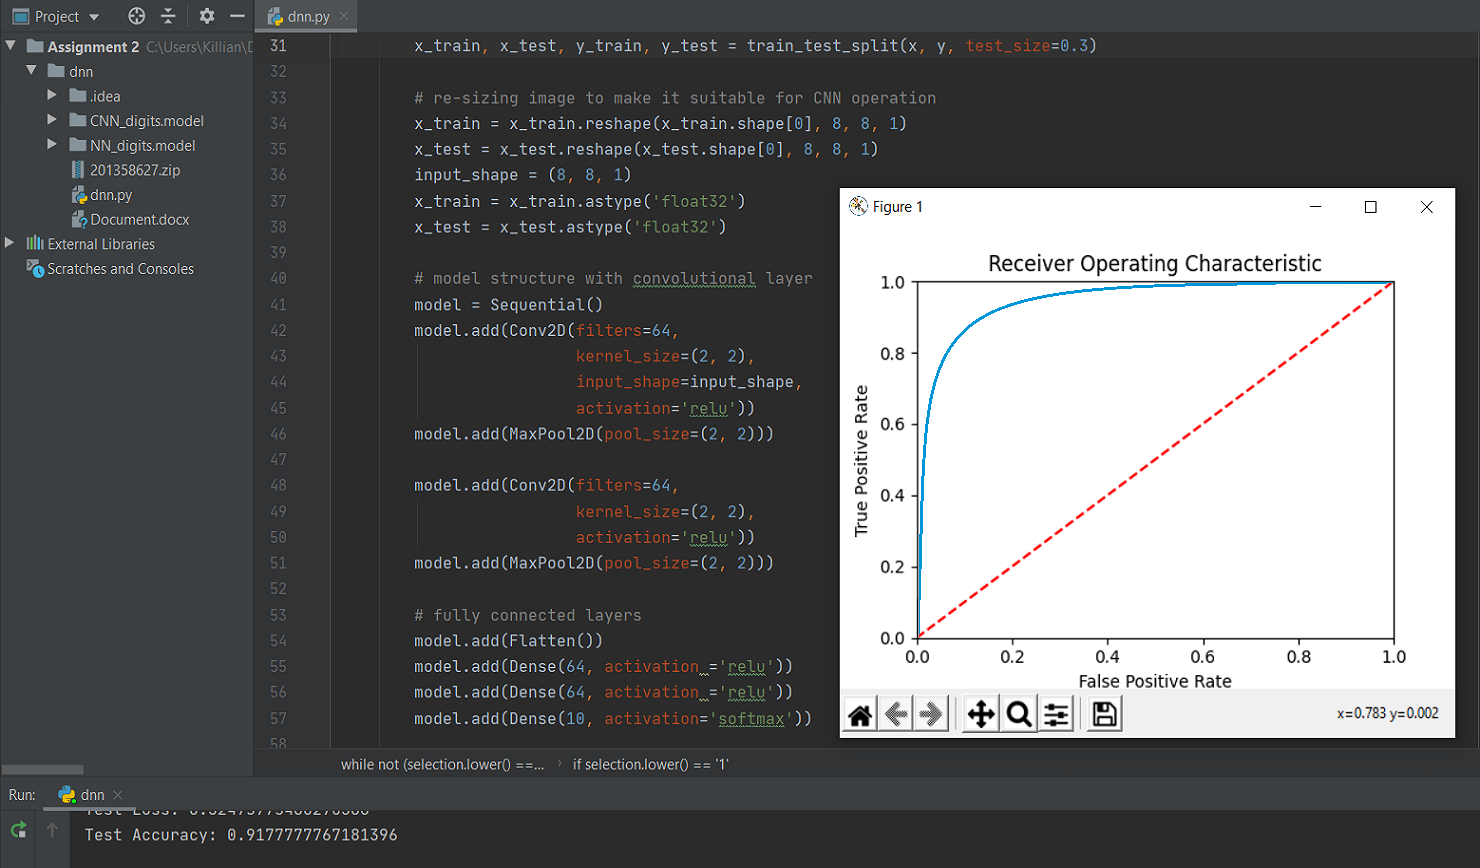 Project
dnn.py
Assignment 2 C:\Users\Killian\D
dnn
.idea
CNN_digits.model
NN_digits.model
201358627.zip
dnn.py
Document.docx
External Libraries
Scratches and Consoles
31 x_train, x_test, y_train, y_test = train_test_split(x, y, test_size=0.3)
32
33 # re-sizing image to make it suitable for CNN operation
34 x_train = x_train.reshape(x_train.shape[0], 8, 8, 1)
35 x_test = x_test.reshape(x_test.shape[0], 8, 8, 1)
36 input_shape = (8, 8, 1)
37 x_train = x_train.astype('float32')
38 x_test = x_test.astype('float32')
39
40 # model structure with convolutional layer
41 model = Sequential()
42 model.add(Conv2D(filters=64,
43 kernel_size=(2, 2),
44 input_shape=input_shape,
45 activation='relu'))
46 model.add(MaxPool2D(pool_size=(2, 2)))
47
48 model.add(Conv2D(filters=64,
49 kernel_size=(2, 2),
50 activation='relu'))
51 model.add(MaxPool2D(pool_size=(2, 2)))
52
53 # fully connected layers
54 model.add(Flatten())
55 model.add(Dense(64, activation ='relu'))
56 model.add(Dense(64, activation ='relu'))
57 model.add(Dense(10, activation='softmax'))
58
Figure 1
Receiver Operating Characteristic
1.0
0.8
0.6
0.4
0.2
0.0
True Positive Rate
0.0 0.2 0.4 0.6 0.8 1.0
False Positive Rate
x=0.783 y=0.002
while not (selection.lower() ==... › if selection.lower() == '1'
Run: dnn
Test Loss:
Test Accuracy: 0.9177777767181396